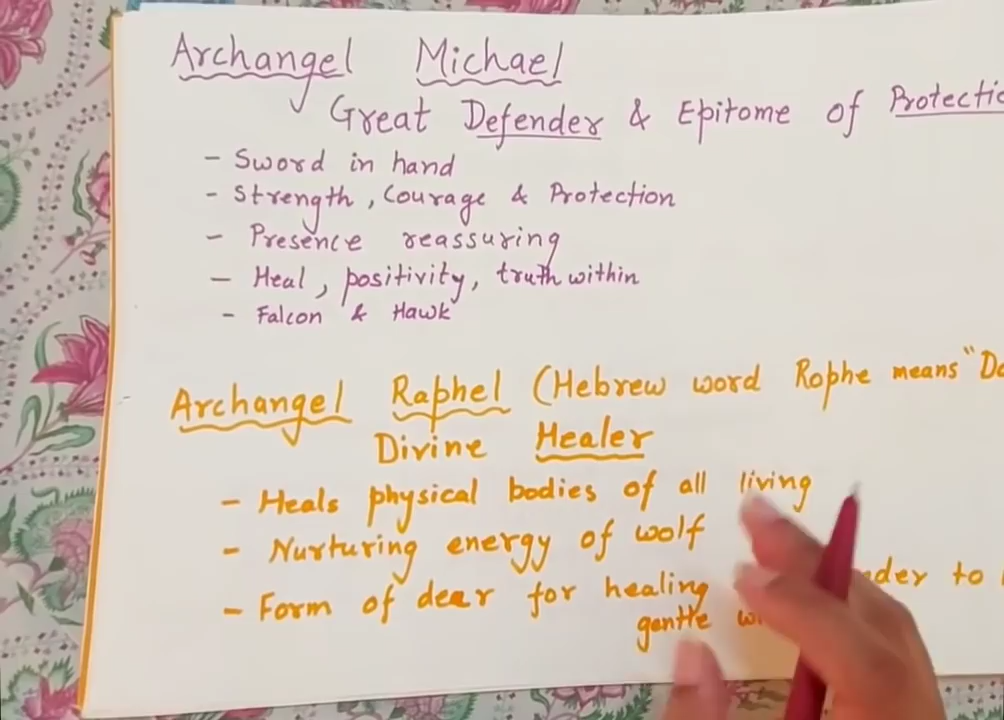 Archangel Michael
Great Defender & Epitome of Protectio
- Sword in hand
- Strength, Courage & Protection
- Presence reassuring
- Heal, positivity, truth within
- Falcon & Hawk
Archangel Raphel (Hebrew word Rophe means "Do
Divine Healer
- Heals physical bodies of all living
- Nurturing energy of wolf
- Form of dear for healing nder to
gentle